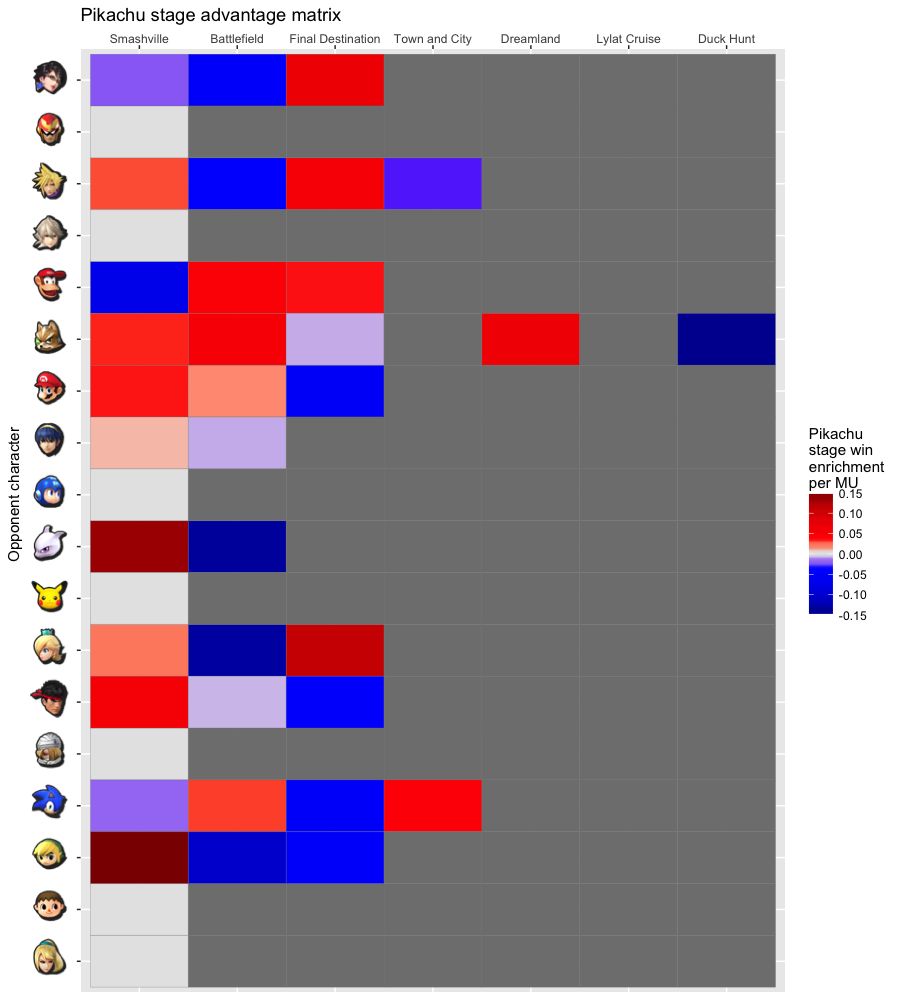 Pikachu stage advantage matrix
Smashville Battlefield Final Destination Town and City Dreamland Lylat Cruise Duck Hunt
Opponent character
Pikachu
stage win
enrichment
per MU
0.15
0.10
0.05
0.00
-0.05
-0.10
-0.15